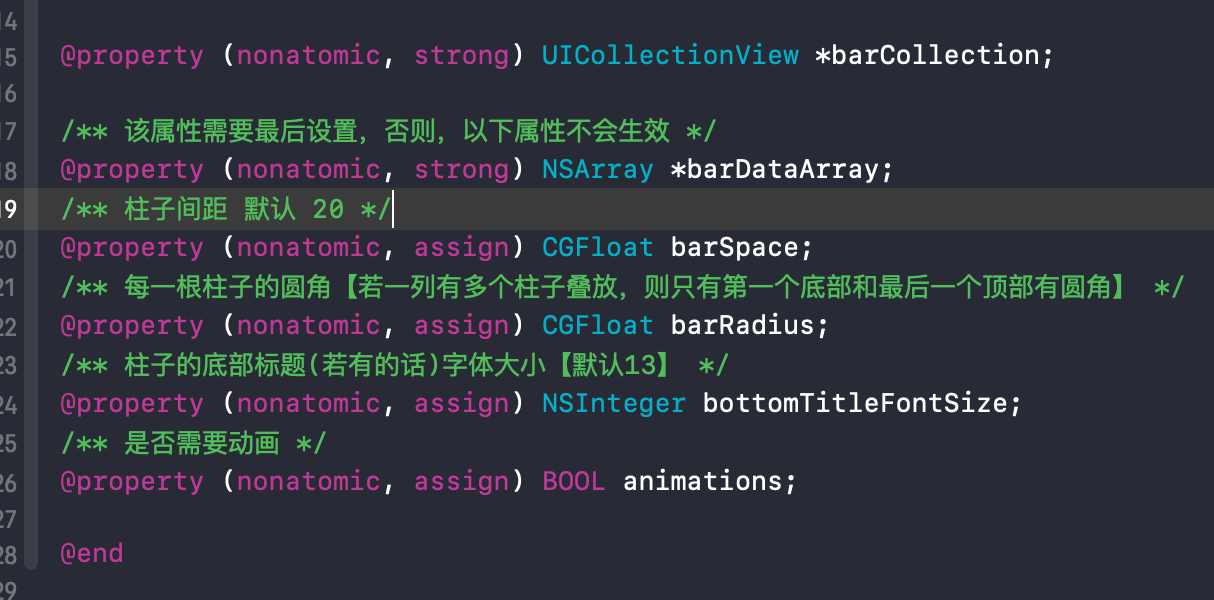 14
15 @property (nonatomic, strong) UICollectionView *barCollection;
16
17 /** 该属性需要最后设置，否则，以下属性不会生效 */
18 @property (nonatomic, strong) NSArray *barDataArray;
19 /** 柱子间距 默认 20 */
20 @property (nonatomic, assign) CGFloat barSpace;
21 /** 每一根柱子的圆角【若一列有多个柱子叠放，则只有第一个底部和最后一个顶部有圆角】 */
22 @property (nonatomic, assign) CGFloat barRadius;
23 /** 柱子的底部标题(若有的话)字体大小【默认13】 */
24 @property (nonatomic, assign) NSInteger bottomTitleFontSize;
25 /** 是否需要动画 */
26 @property (nonatomic, assign) BOOL animations;
27
28 @end
29